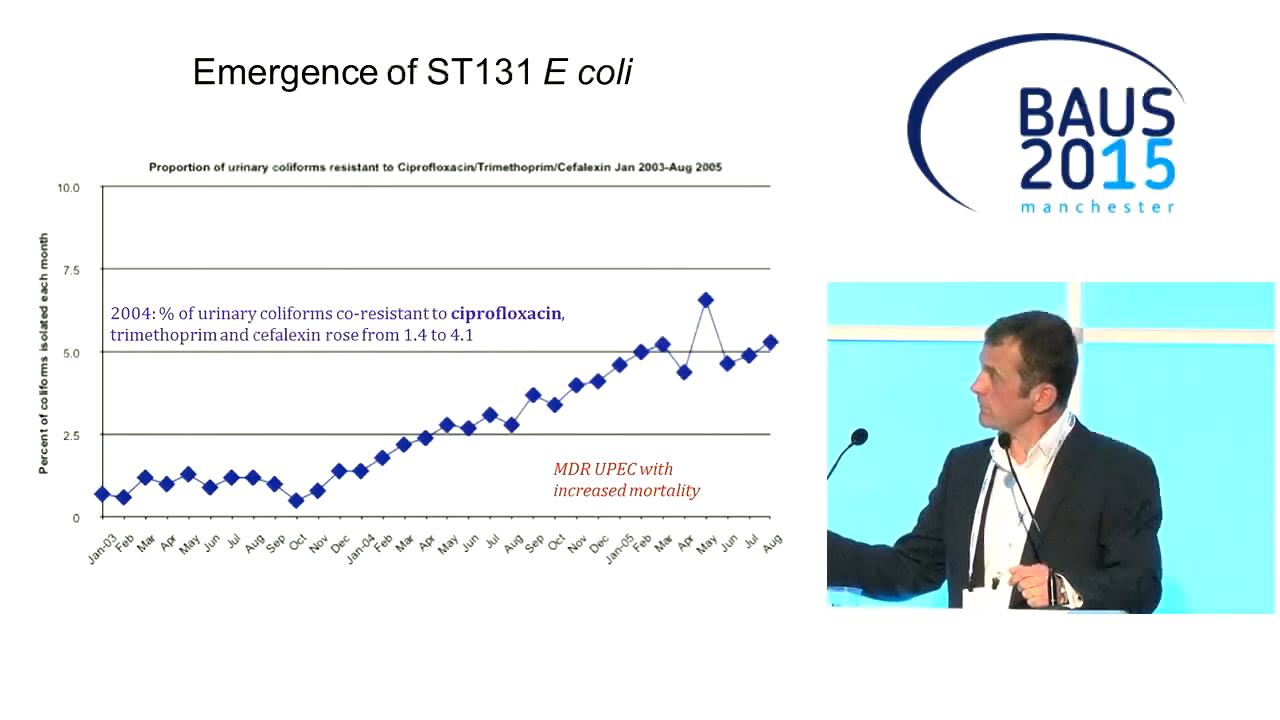 Emergence of ST131 E coli
Proportion of urinary coliforms resistant to Ciprofloxacin/Trimethoprim/Cefalexin Jan 2003-Aug 2005
Percent of coliforms isolated each month
10.0
7.5
5.0
2.5
0
2004: % of urinary coliforms co-resistant to ciprofloxacin,
trimethoprim and cefalexin rose from 1.4 to 4.1
MDR UPEC with
increased mortality
Jan-03 Feb Mar Apr May Jun Jul Aug Sep Oct Nov Dec Jan-04 Feb Mar Apr May Jun Jul Aug Sep Oct Nov Dec Jan-05 Feb Mar Apr May Jun Jul Aug
BAUS
2015
manchester